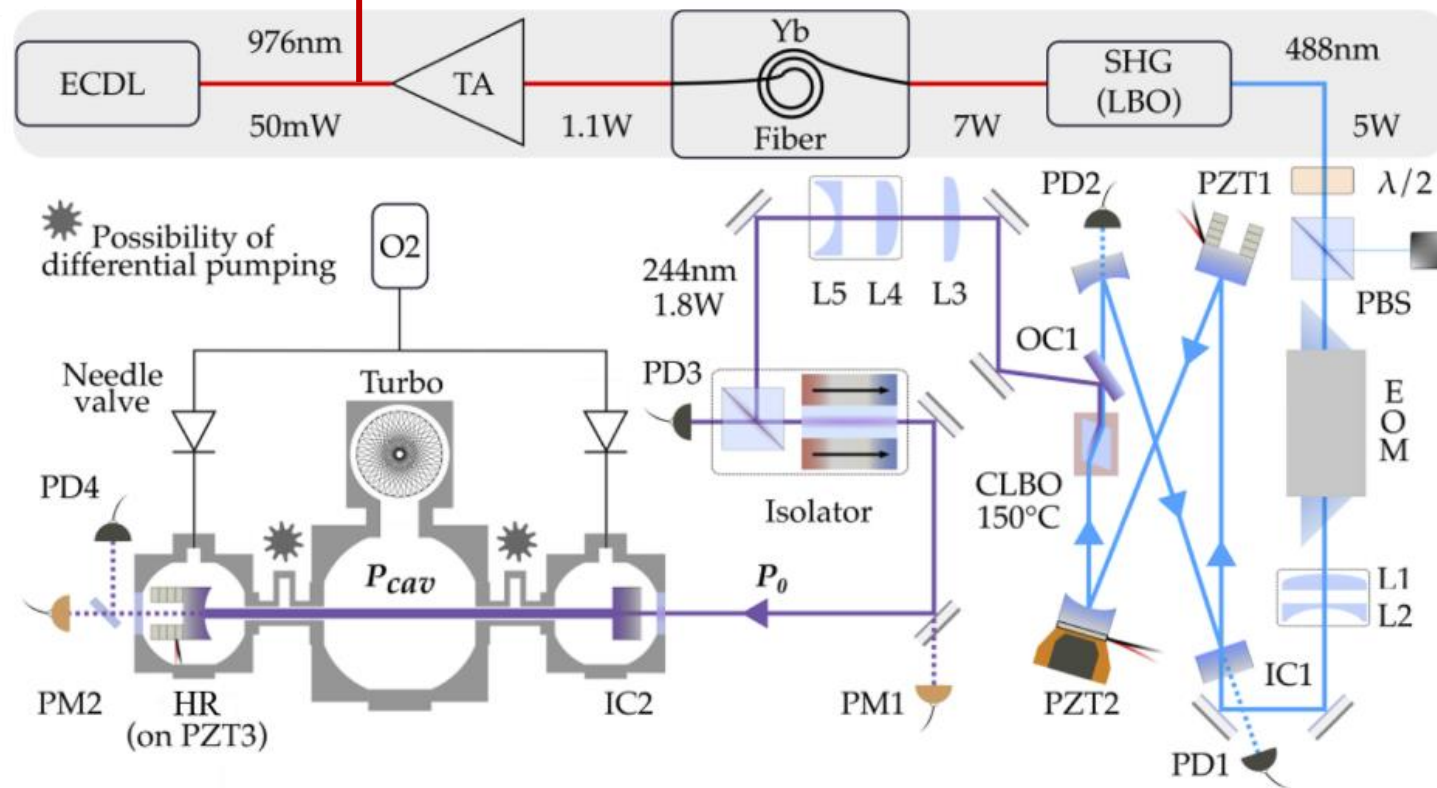 976nm
ECDL
50mW
TA
1.1W
Yb
Fiber
7W
SHG
(LBO)
488nm
5W
Possibility of
differential pumping
O2
244nm
1.8W
L5
L4
L3
PD2
PZT1
λ/2
PBS
OC1
Needle
valve
Turbo
PD3
Isolator
CLBO
150°C
E
O
M
PD4
Pcav
P0
L1
L2
PM2
HR
(on PZT3)
IC2
PM1
PZT2
IC1
PD1